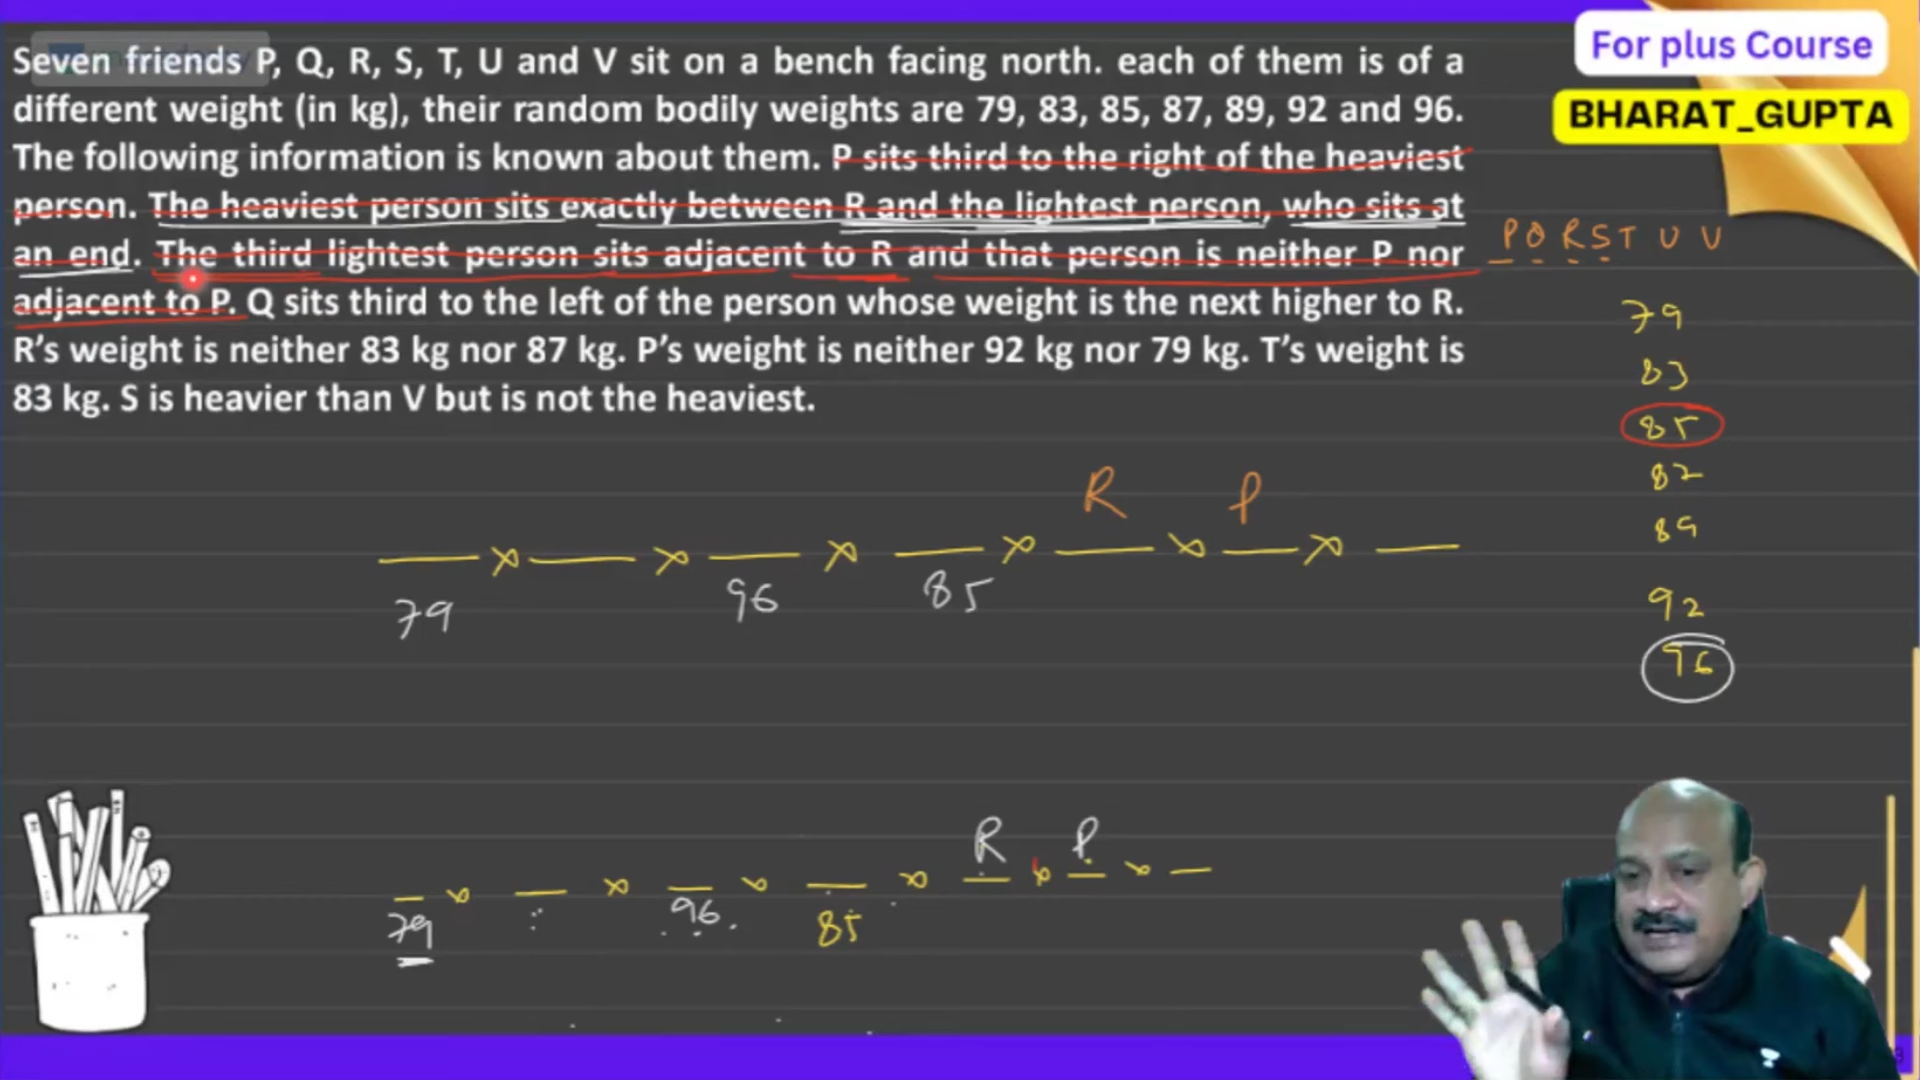 Seven friends P, Q, R, S, T, U and V sit on a bench facing north. each of them is of a
different weight (in kg), their random bodily weights are 79, 83, 85, 87, 89, 92 and 96.
The following information is known about them. P sits third to the right of the heaviest
person. The heaviest person sits exactly between R and the lightest person, who sits at
an end. The third lightest person sits adjacent to R and that person is neither P nor
adjacent to P. Q sits third to the left of the person whose weight is the next higher to R.
R's weight is neither 83 kg nor 87 kg. P's weight is neither 92 kg nor 79 kg. T's weight is
83 kg. S is heavier than V but is not the heaviest.
For plus Course
BHARAT_GUPTA
P Q R S T U V
79
83
85
87
89
92
96
R P
79 96 85
R P
79 96 85